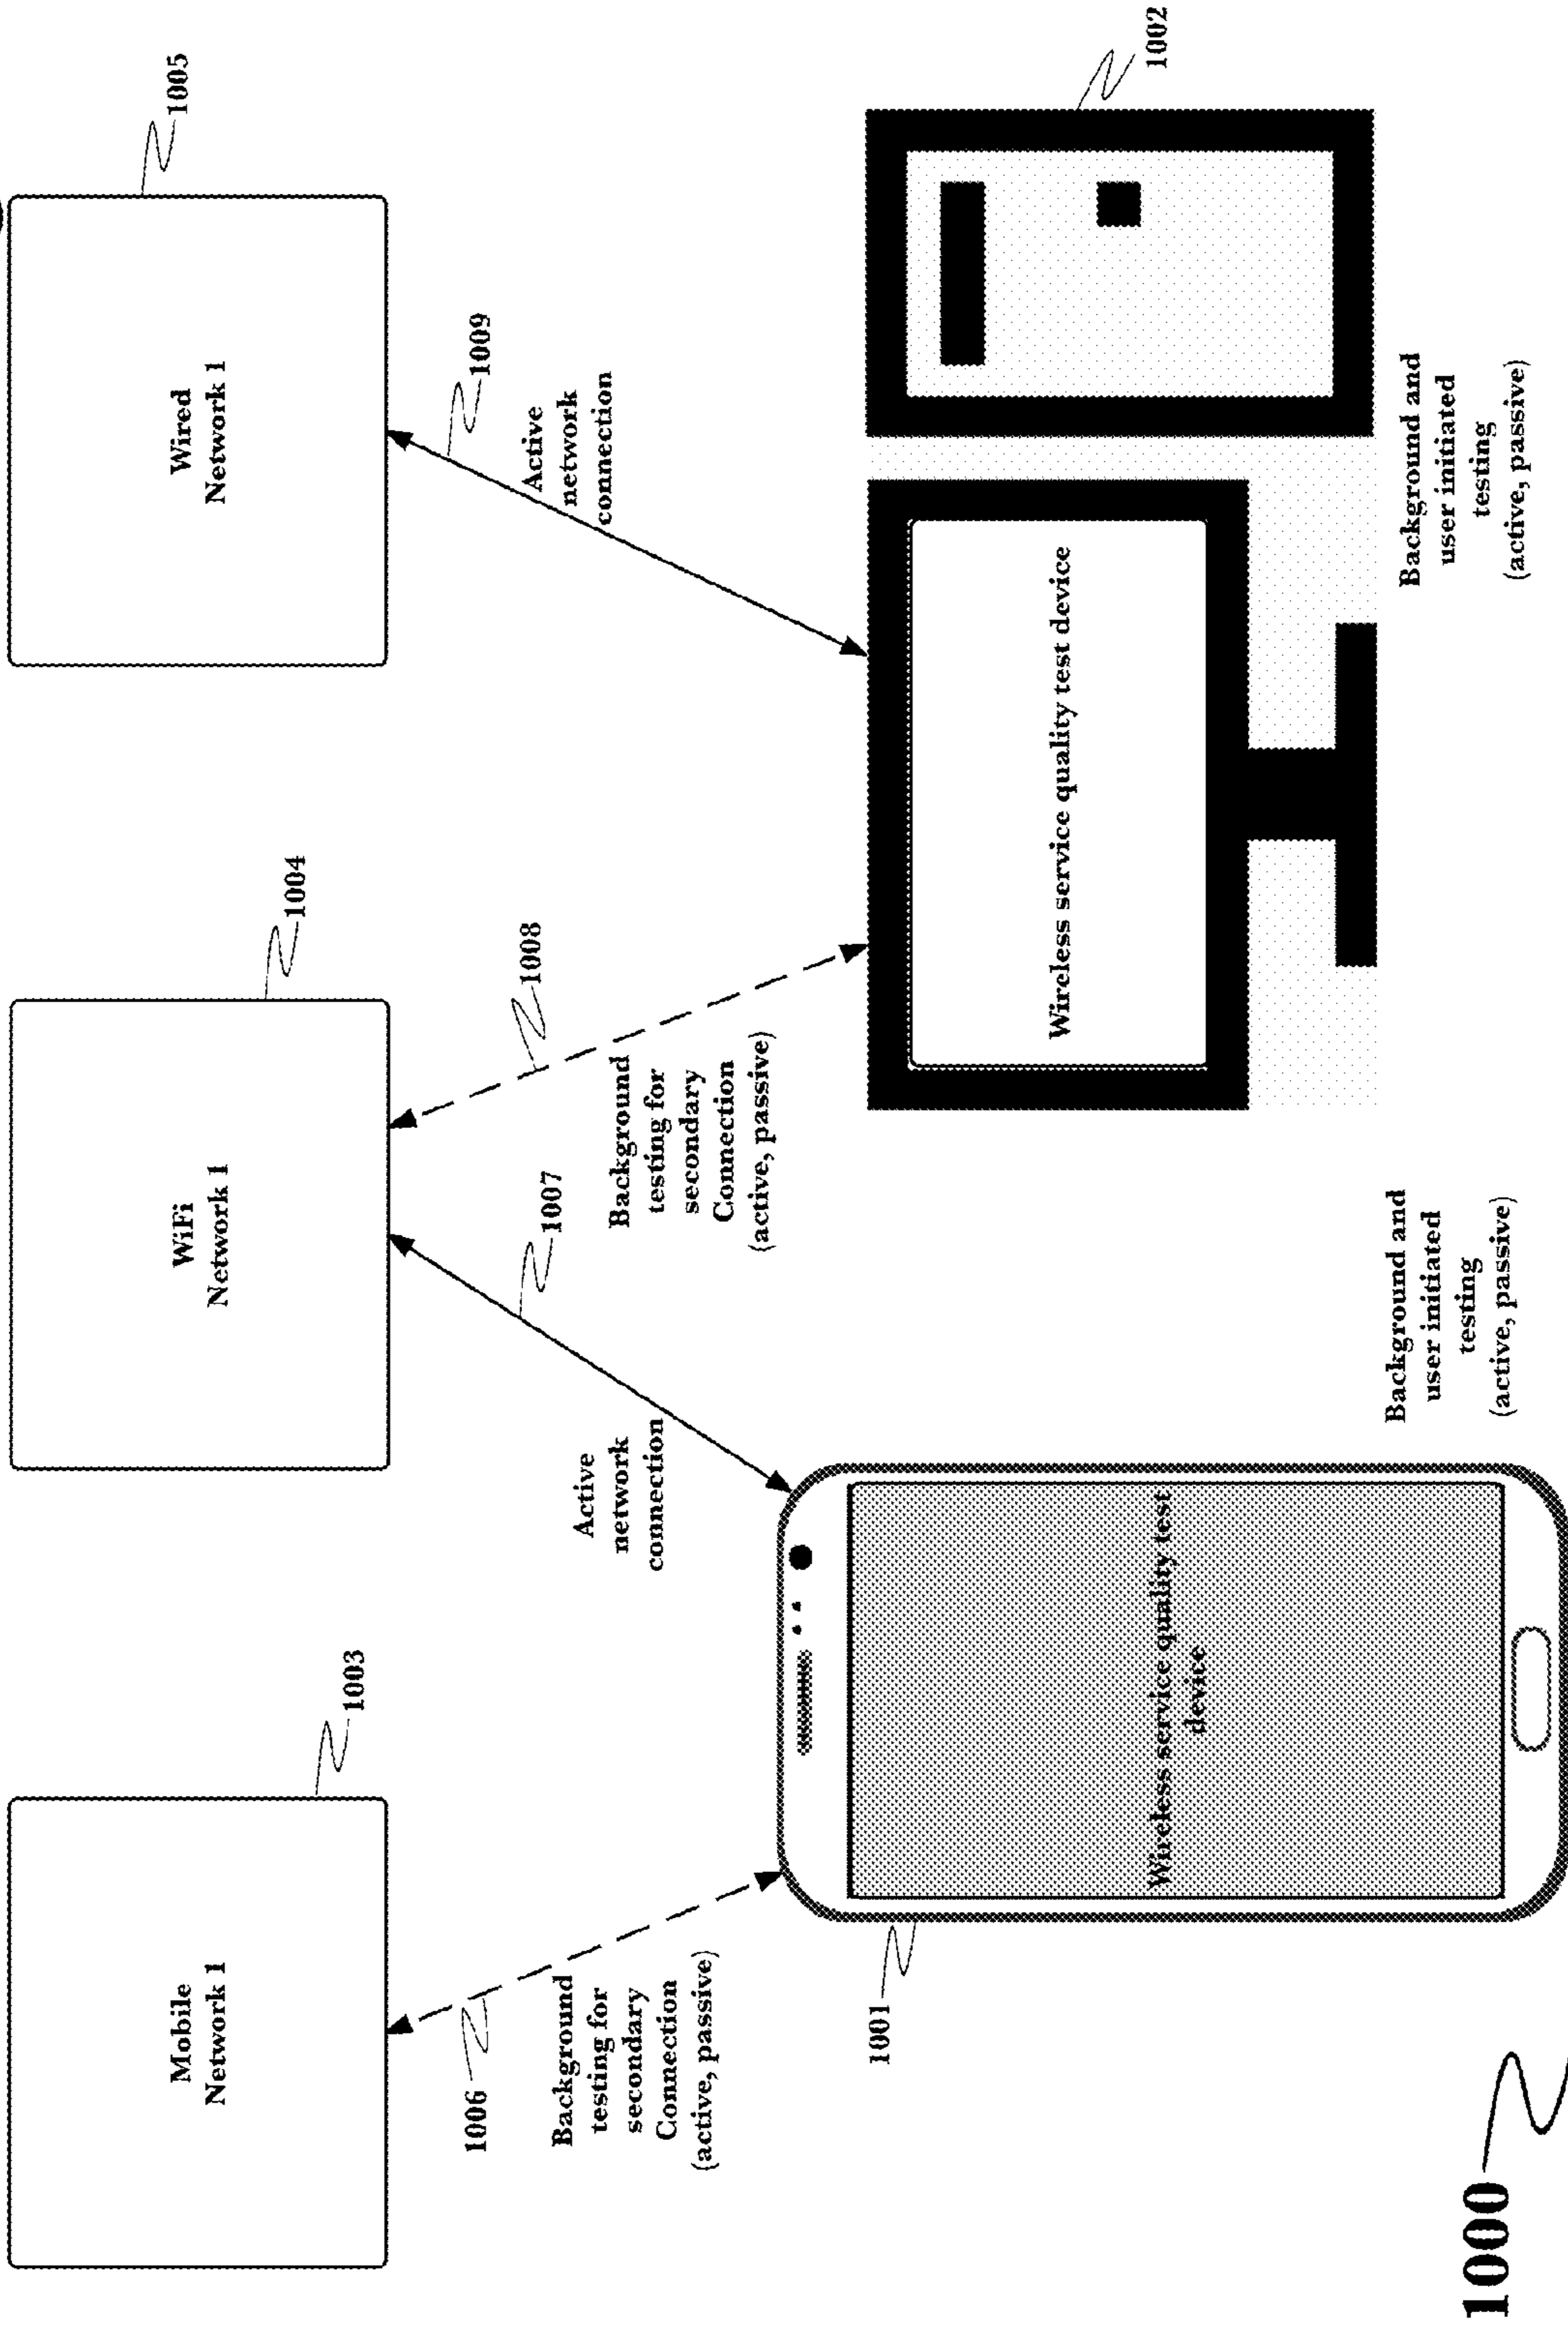 Mobile
Network 1
1003
WiFi
Network 1
1004
Wired
Network 1
1005
1006
Background
testing for
secondary
Connection
(active, passive)
Active
network
connection
1007
Background
testing for
secondary
Connection
(active, passive)
1008
Active
network
connection
1009
1001
Wireless service quality test
device
Background and
user initiated
testing
(active, passive)
Wireless service quality test device
1002
Background and
user initiated
testing
(active, passive)
1000